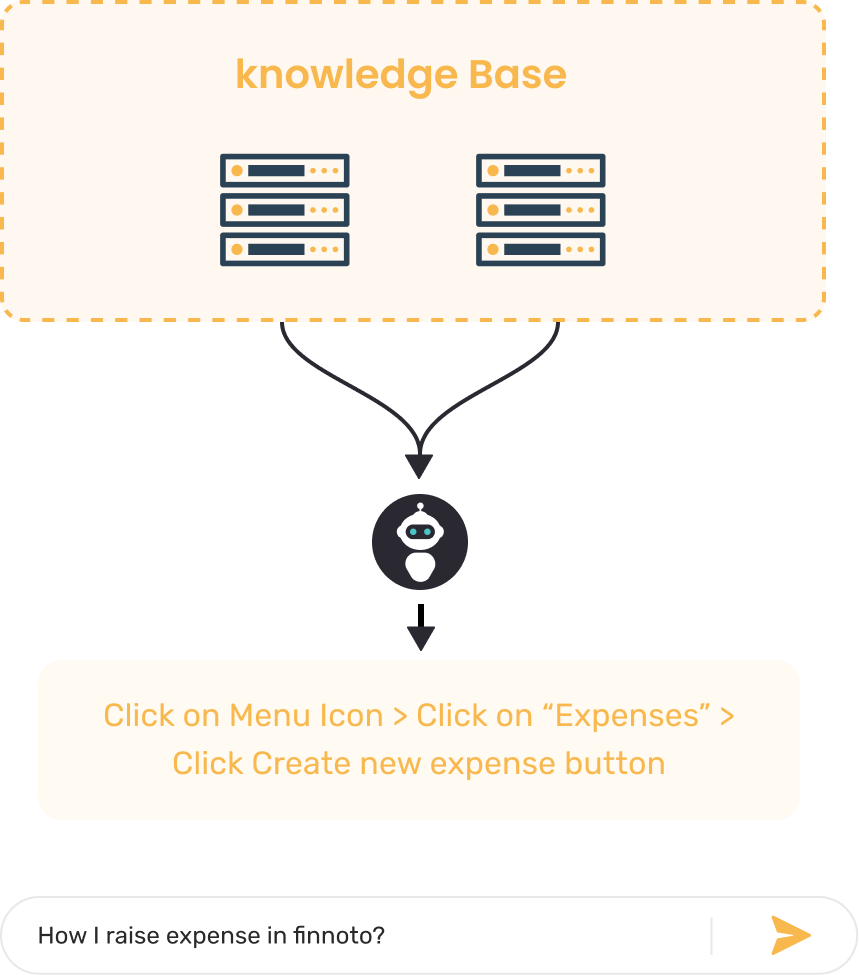 knowledge Base
Click on Menu Icon > Click on “Expenses” >
Click Create new expense button
How I raise expense in finnoto?